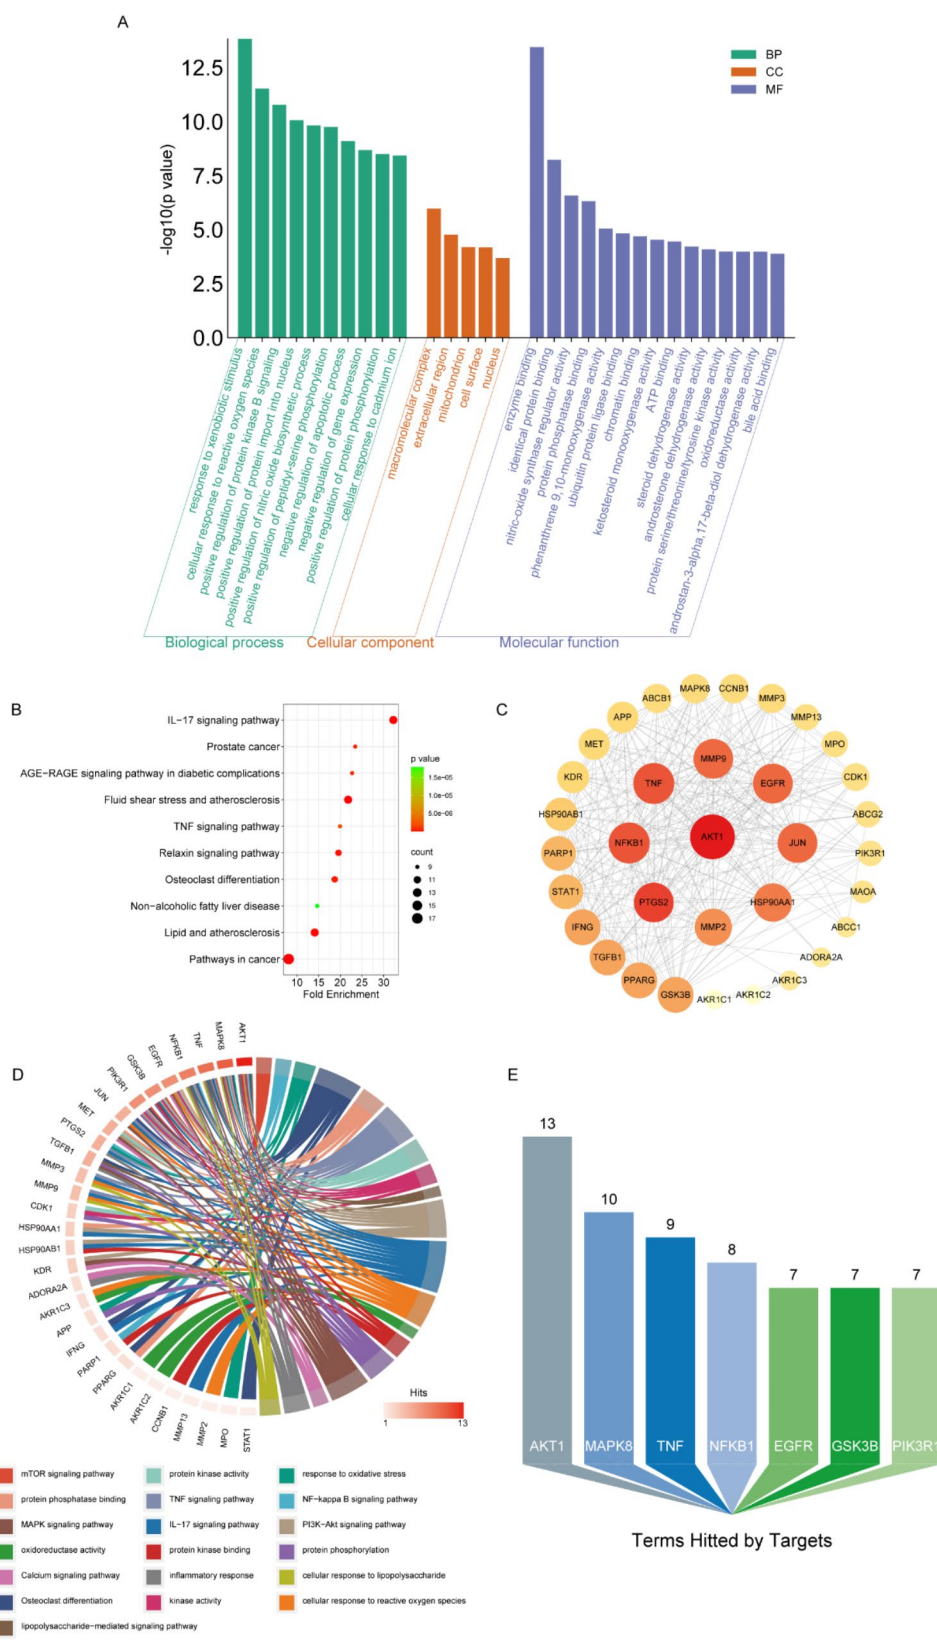 A
-log10(p value)
12.5
10.0
7.5
5.0
2.5
0.0
BP
CC
MF
response to xenobiotic stimulus
cellular response to reactive oxygen species
positive regulation of protein kinase B signaling
positive regulation of protein import into nucleus
positive regulation of nitric oxide biosynthetic process
positive regulation of peptidyl-serine phosphorylation
negative regulation of apoptotic process
negative regulation of gene expression
positive regulation of protein phosphorylation
cellular response to cadmium ion
macromolecular complex
extracellular region
mitochondrion
cell surface
nucleus
enzyme binding
identical protein binding
nitric-oxide synthase regulator activity
protein phosphatase binding
phenanthrene 9,10-monooxygenase activity
ubiquitin protein ligase binding
chromatin binding
ketosteroid monooxygenase activity
ATP binding
steroid dehydrogenase activity
androsterone dehydrogenase activity
protein serine/threonine/tyrosine kinase activity
oxidoreductase activity
androstan-3-alpha,17-beta-diol dehydrogenase activity
bile acid binding
Biological process
Cellular component
Molecular function
B
IL−17 signaling pathway
Prostate cancer
AGE−RAGE signaling pathway in diabetic complications
Fluid shear stress and atherosclerosis
TNF signaling pathway
Relaxin signaling pathway
Osteoclast differentiation
Non−alcoholic fatty liver disease
Lipid and atherosclerosis
Pathways in cancer
10 15 20 25 30
Fold Enrichment
p value
1.5e−05
1.0e−05
5.0e−06
count
9
11
13
15
17
C
MAPK8
CCNB1
ABCB1
MMP3
APP
MMP13
MET
MPO
KDR
CDK1
HSP90AB1
ABCG2
PARP1
PIK3R1
STAT1
MAOA
IFNG
ABCC1
TGFB1
ADORA2A
PPARG
AKR1C3
GSK3B
AKR1C1
AKR1C2
MMP9
TNF
EGFR
NFKB1
AKT1
JUN
PTGS2
HSP90AA1
MMP2
D
AKT1
MAPK8
TNF
NFKB1
EGFR
GSK3B
PIK3R1
JUN
MET
PTGS2
TGFB1
MMP3
MMP9
CDK1
HSP90AA1
HSP90AB1
KDR
ADORA2A
AKR1C3
APP
IFNG
PARP1
PPARG
AKR1C1
AKR1C2
CCNB1
MMP13
MMP2
MPO
STAT1
Hits
1 13
mTOR signaling pathway
protein kinase activity
response to oxidative stress
protein phosphatase binding
TNF signaling pathway
NF−kappa B signaling pathway
MAPK signaling pathway
IL−17 signaling pathway
PI3K−Akt signaling pathway
oxidoreductase activity
protein kinase binding
protein phosphorylation
Calcium signaling pathway
inflammatory response
cellular response to lipopolysaccharide
Osteoclast differentiation
kinase activity
cellular response to reactive oxygen species
lipopolysaccharide−mediated signaling pathway
E
13
10
9
8
7
7
7
AKT1
MAPK8
TNF
NFKB1
EGFR
GSK3B
PIK3R1
Terms Hitted by Targets